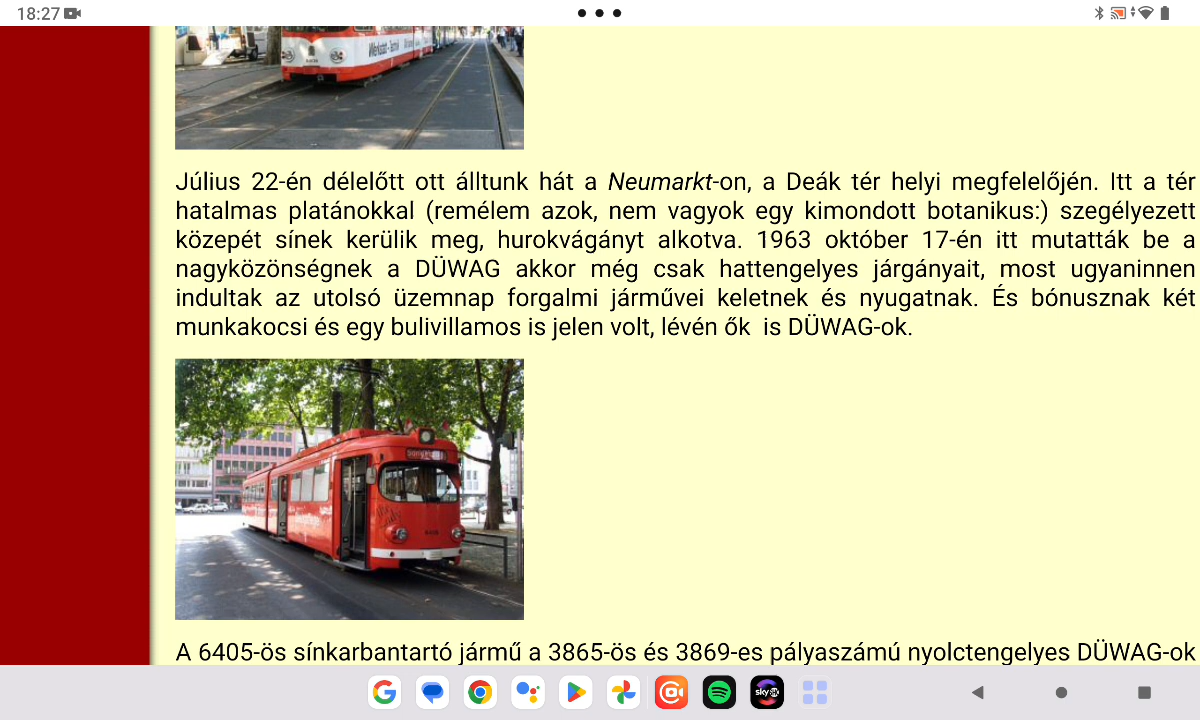 18:27
Werkstatt - Technik
Július 22-én délelőtt ott álltunk hát a Neumarkt-on, a Deák tér helyi megfelelőjén. Itt a tér
hatalmas platánokkal (remélem azok, nem vagyok egy kimondott botanikus:) szegélyezett
közepét sínek kerülik meg, hurokvágányt alkotva. 1963 október 17-én itt mutatták be a
nagyközönségnek a DÜWAG akkor még csak hattengelyes járgányait, most ugyaninnen
indultak az utolsó üzemnap forgalmi járművei keletnek és nyugatnak. És bónusznak két
munkakocsi és egy bulivillamos is jelen volt, lévén ők  is DÜWAG-ok.
A 6405-ös sínkarbantartó jármű a 3865-ös és 3869-es pályaszámú nyolctengelyes DÜWAG-ok
sky